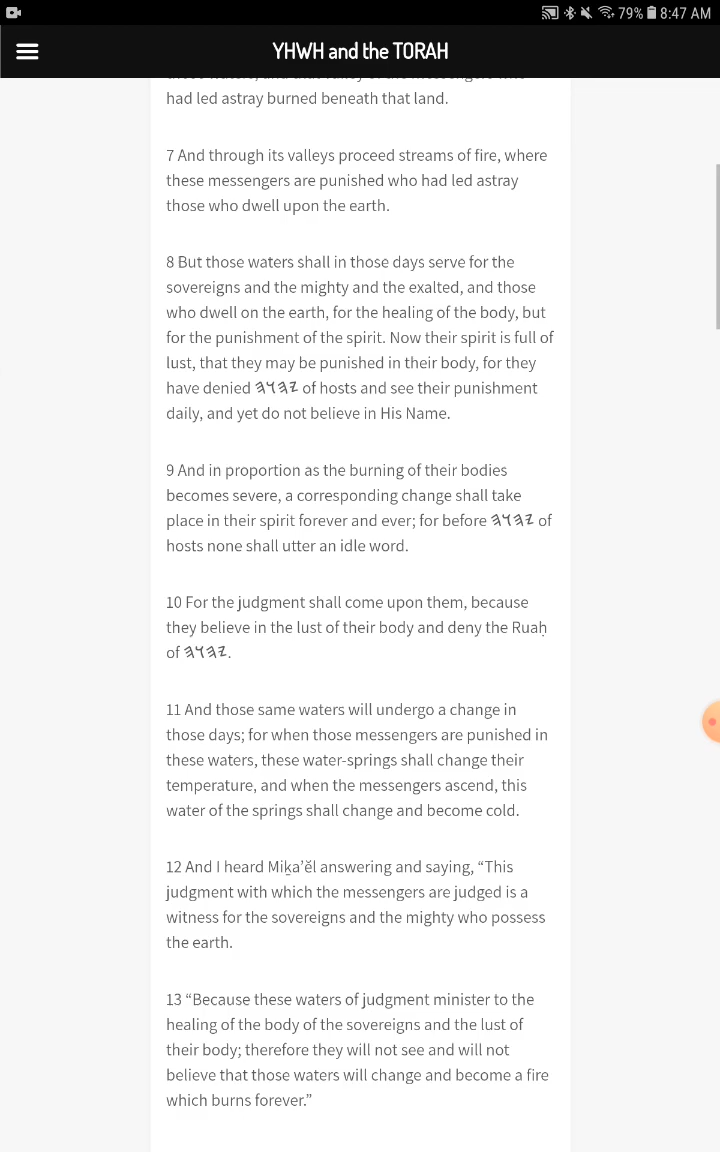 79% 8:47 AM
YHWH and the TORAH
had led astray burned beneath that land.
7 And through its valleys proceed streams of fire, where
these messengers are punished who had led astray
those who dwell upon the earth.
8 But those waters shall in those days serve for the
sovereigns and the mighty and the exalted, and those
who dwell on the earth, for the healing of the body, but
for the punishment of the spirit. Now their spirit is full of
lust, that they may be punished in their body, for they
have denied 𐤉𐤄𐤅𐤄 of hosts and see their punishment
daily, and yet do not believe in His Name.
9 And in proportion as the burning of their bodies
becomes severe, a corresponding change shall take
place in their spirit forever and ever; for before 𐤉𐤄𐤅𐤄 of
hosts none shall utter an idle word.
10 For the judgment shall come upon them, because
they believe in the lust of their body and deny the Ruaḥ
of 𐤉𐤄𐤅𐤄.
11 And those same waters will undergo a change in
those days; for when those messengers are punished in
these waters, these water-springs shall change their
temperature, and when the messengers ascend, this
water of the springs shall change and become cold.
12 And I heard Miḵa’ěl answering and saying, “This
judgment with which the messengers are judged is a
witness for the sovereigns and the mighty who possess
the earth.
13 “Because these waters of judgment minister to the
healing of the body of the sovereigns and the lust of
their body; therefore they will not see and will not
believe that those waters will change and become a fire
which burns forever.”